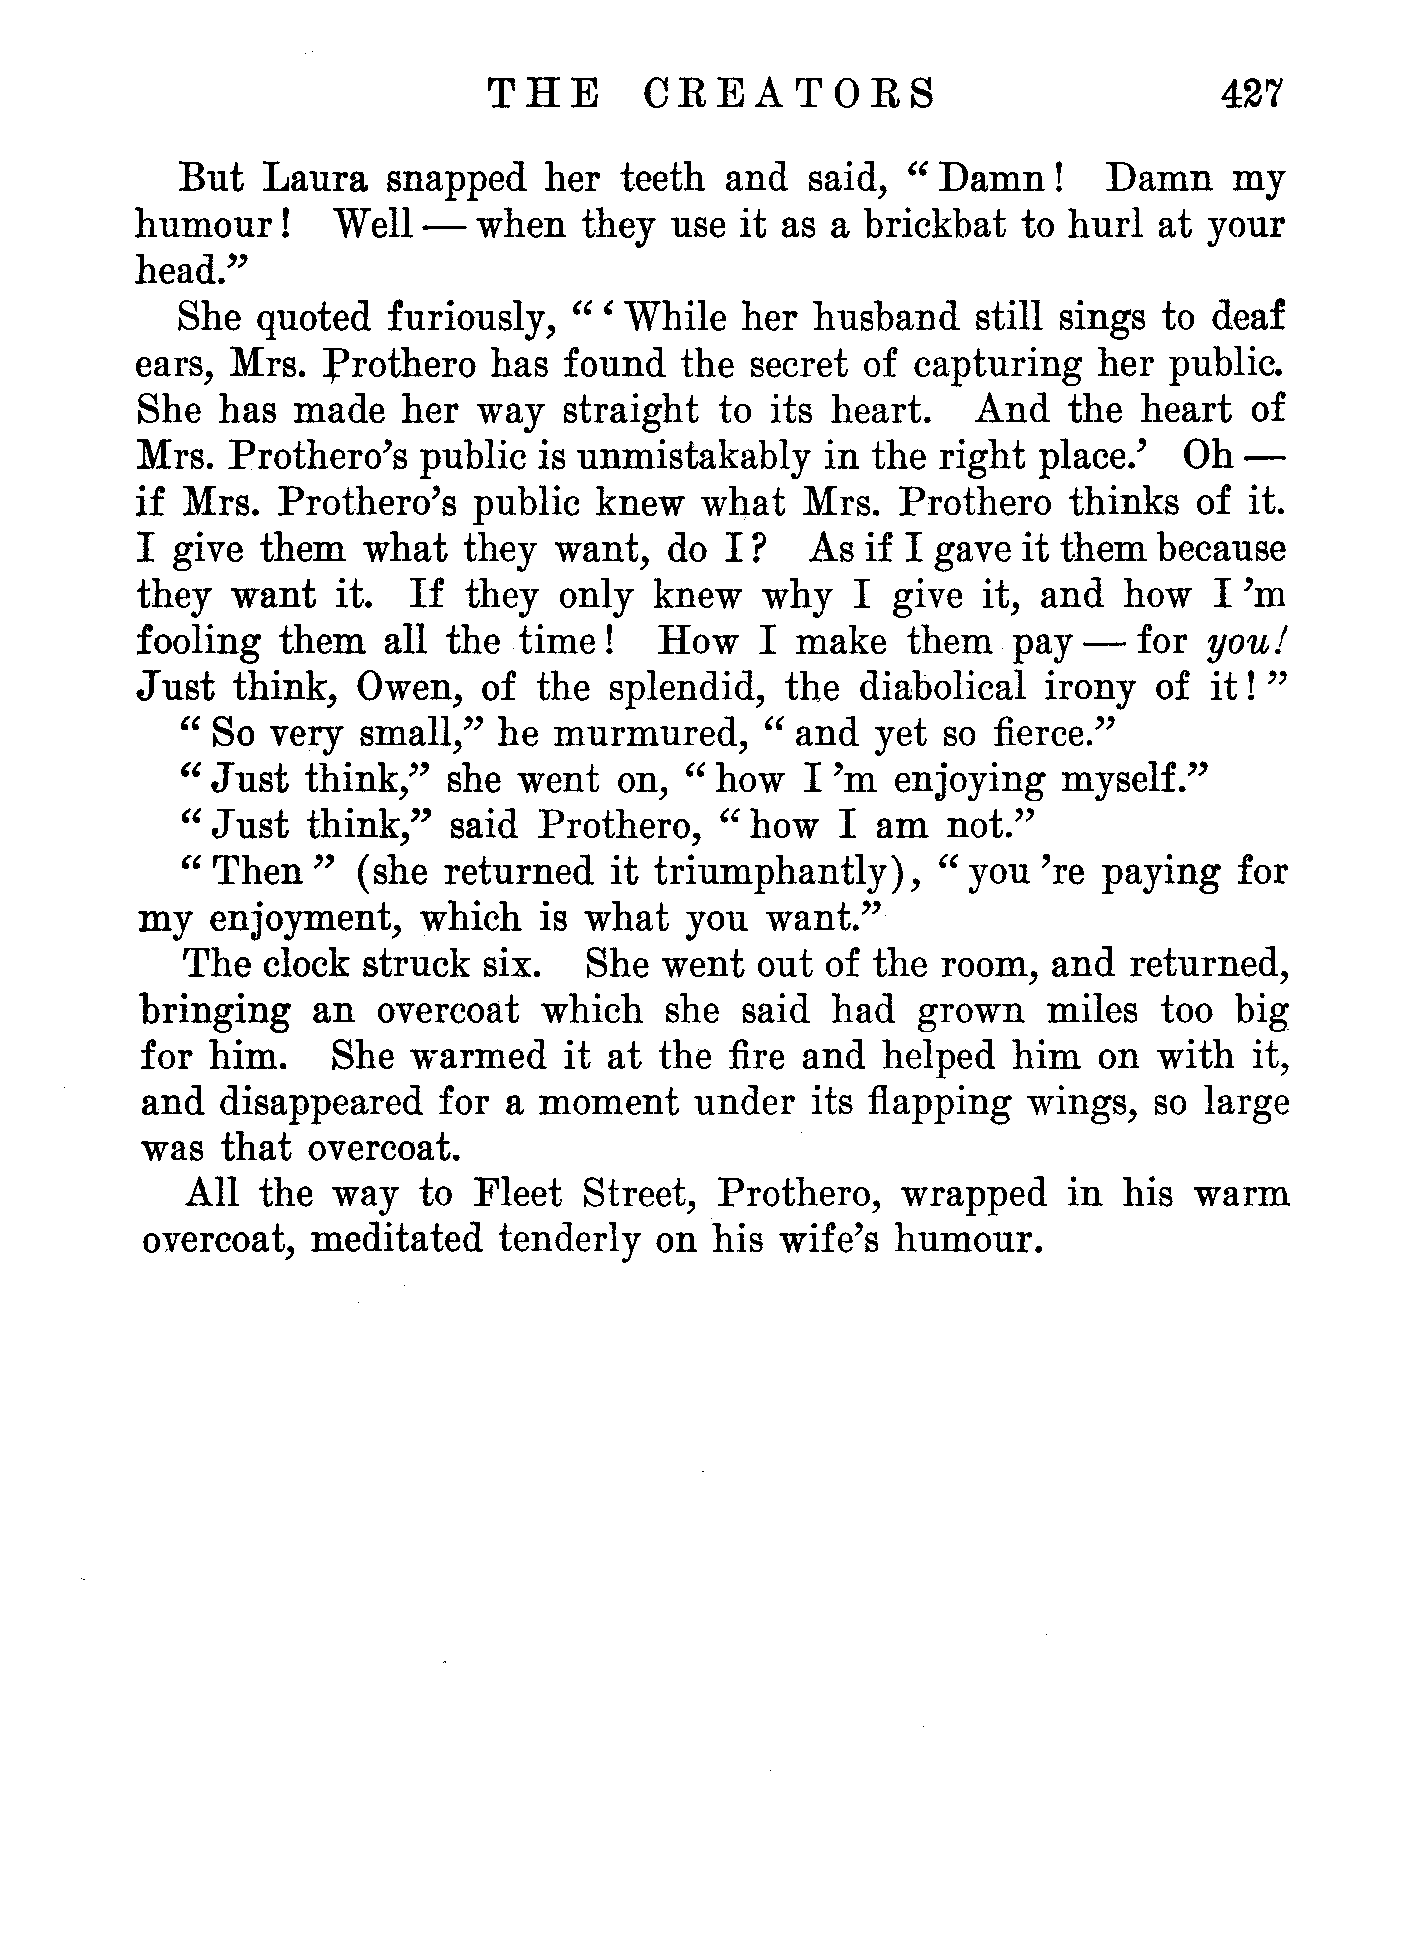 THE CREATORS 427
But Laura snapped her teeth and said, “ Damn! Damn my
humour! Well — when they use it as a brickbat to hurl at your
head.”
She quoted furiously, “ ‘ While her husband still sings to deaf
ears, Mrs. Prothero has found the secret of capturing her public.
She has made her way straight to its heart. And the heart of
Mrs. Prothero’s public is unmistakably in the right place.’ Oh —
if Mrs. Prothero’s public knew what Mrs. Prothero thinks of it.
I give them what they want, do I? As if I gave it them because
they want it. If they only knew why I give it, and how I ’m
fooling them all the time! How I make them pay — for you!
Just think, Owen, of the splendid, the diabolical irony of it! ”
“ So very small,” he murmured, “ and yet so fierce.”
“ Just think,” she went on, “ how I ’m enjoying myself.”
“ Just think,” said Prothero, “ how I am not.”
“ Then ” (she returned it triumphantly), “ you ’re paying for
my enjoyment, which is what you want.”
The clock struck six. She went out of the room, and returned,
bringing an overcoat which she said had grown miles too big
for him. She warmed it at the fire and helped him on with it,
and disappeared for a moment under its flapping wings, so large
was that overcoat.
All the way to Fleet Street, Prothero, wrapped in his warm
overcoat, meditated tenderly on his wife’s humour.